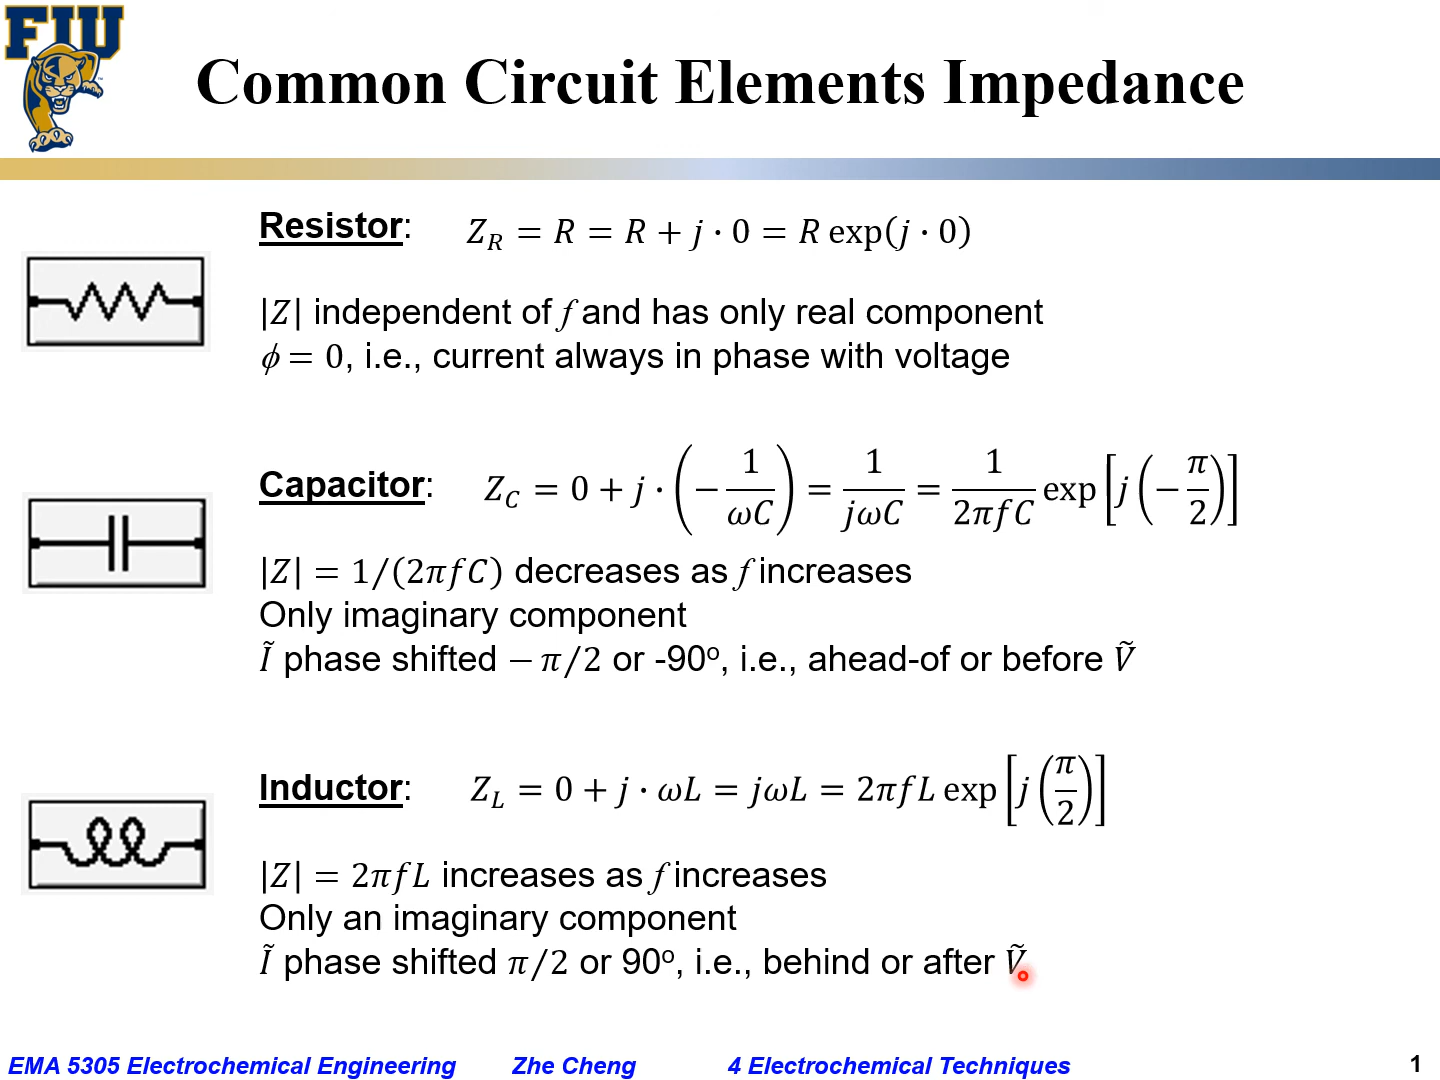 FIU
Common Circuit Elements Impedance
Resistor: Z_R = R = R + j · 0 = R exp(j · 0)
|Z| independent of f and has only real component
ϕ = 0, i.e., current always in phase with voltage
Capacitor: Z_C = 0 + j · (− 1/(ωC)) = 1/(jωC) = 1/(2πfC) exp[j(−π/2)]
|Z| = 1/(2πfC) decreases as f increases
Only imaginary component
Ĩ phase shifted − π/2 or -90º, i.e., ahead-of or before Ṽ
Inductor: Z_L = 0 + j · ωL = jωL = 2πfL exp[j(π/2)]
|Z| = 2πfL increases as f increases
Only an imaginary component
Ĩ phase shifted π/2 or 90º, i.e., behind or after Ṽ
EMA 5305 Electrochemical Engineering Zhe Cheng 4 Electrochemical Techniques 1